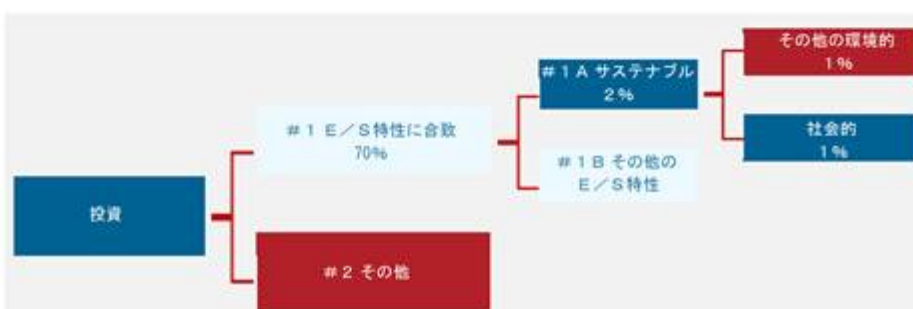 その他の環境的
1%
#1A サステナブル
2%
#1 E/S特性に合致
70%
社会的
1%
#1B その他の
E/S特性
投資
#2 その他